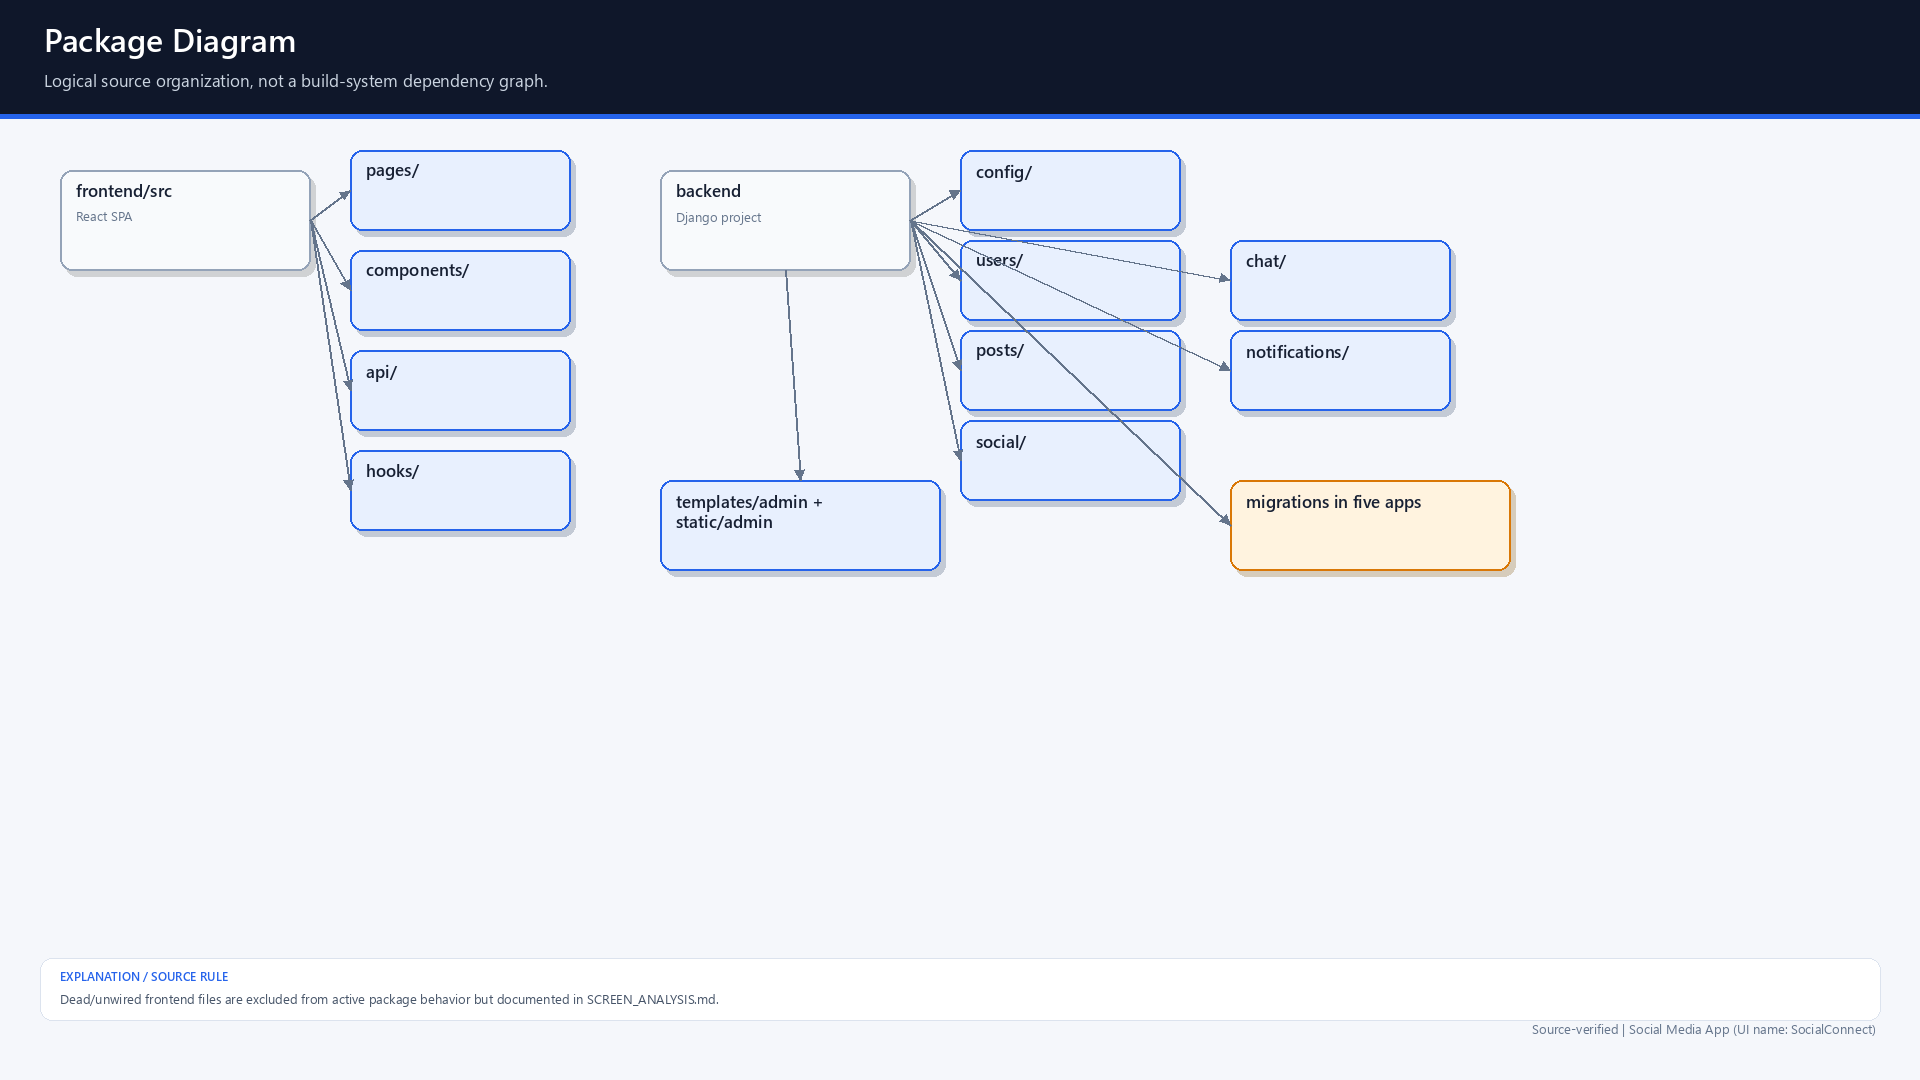 Package Diagram
Logical source organization, not a build-system dependency graph.
frontend/src
React SPA
pages/
components/
api/
hooks/
backend
Django project
config/
users/
posts/
social/
chat/
notifications/
templates/admin +
static/admin
migrations in five apps
EXPLANATION / SOURCE RULE
Dead/unwired frontend files are excluded from active package behavior but documented in SCREEN_ANALYSIS.md.
Source-verified | Social Media App (UI name: SocialConnect)